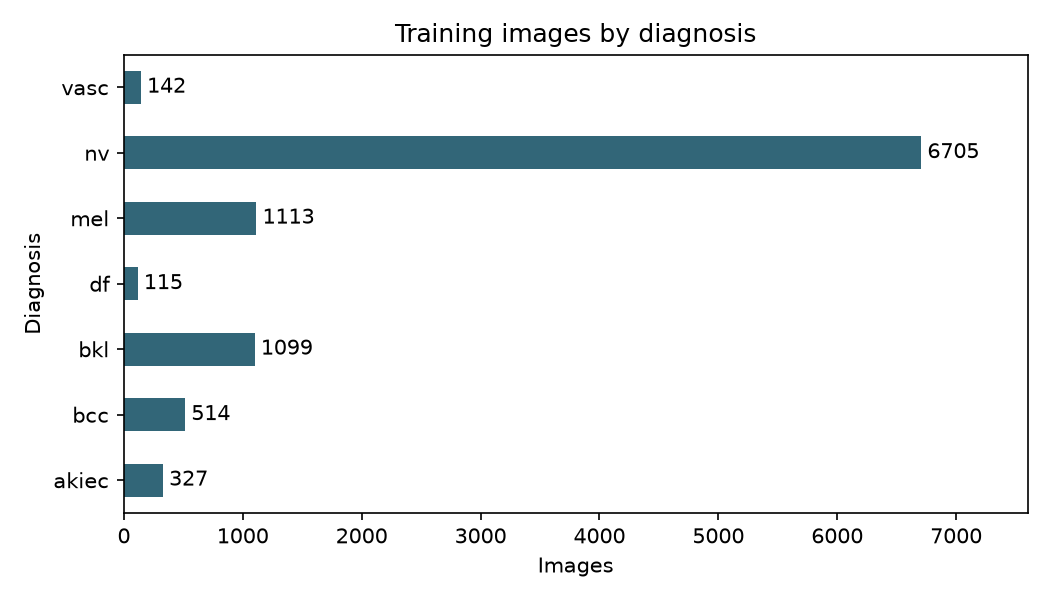 Training images by diagnosis
vasc 142
nv 6705
mel 1113
df 115
bkl 1099
bcc 514
akiec 327
Diagnosis
0 1000 2000 3000 4000 5000 6000 7000
Images